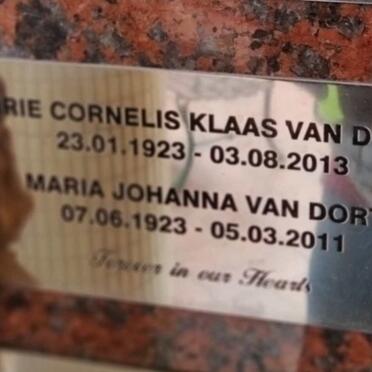 RIE CORNELIS KLAAS VAN D
23.01.1923 - 03.08.2013
MARIA JOHANNA VAN DORT
07.06.1923 - 05.03.2011
Forever in our Hearts